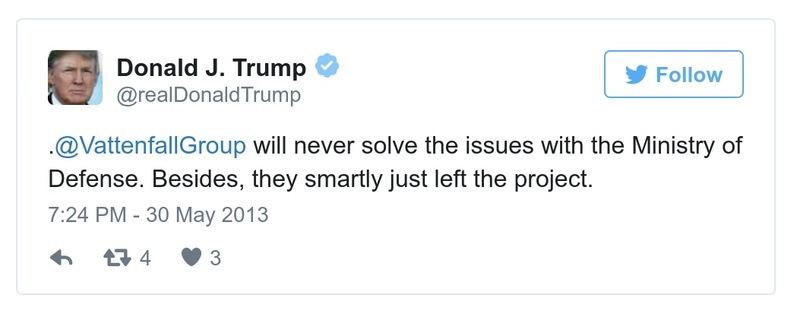 Donald J. Trump
@realDonaldTrump
Follow
.@VattenfallGroup will never solve the issues with the Ministry of
Defense. Besides, they smartly just left the project.
7:24 PM - 30 May 2013
4 3